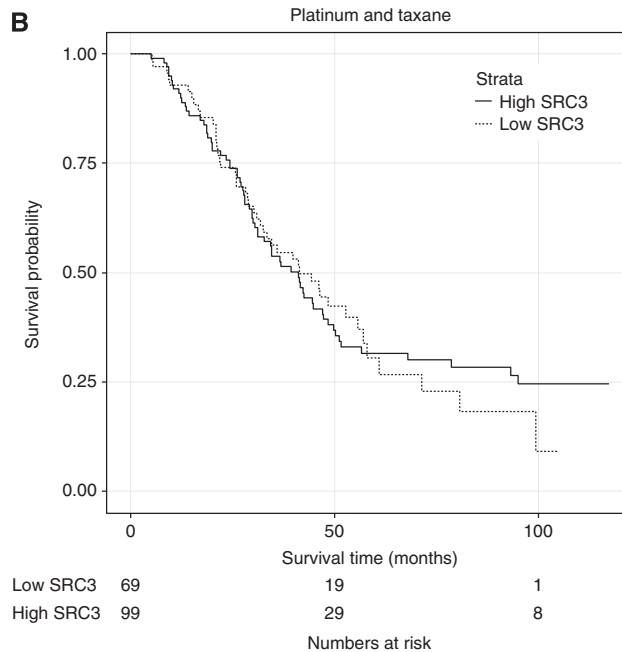 B
Platinum and taxane
1.00
0.75
0.50
0.25
0.00
Survival probability
Strata
High SRC3
Low SRC3
0 50 100
Survival time (months)
Low SRC3 69 19 1
High SRC3 99 29 8
Numbers at risk